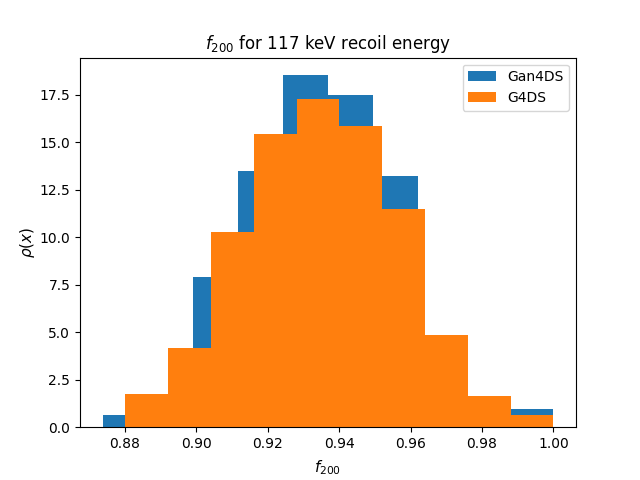 f₂₀₀ for 117 keV recoil energy
Gan4DS
G4DS
ρ(x)
17.5
15.0
12.5
10.0
7.5
5.0
2.5
0.0
0.88 0.90 0.92 0.94 0.96 0.98 1.00
f₂₀₀